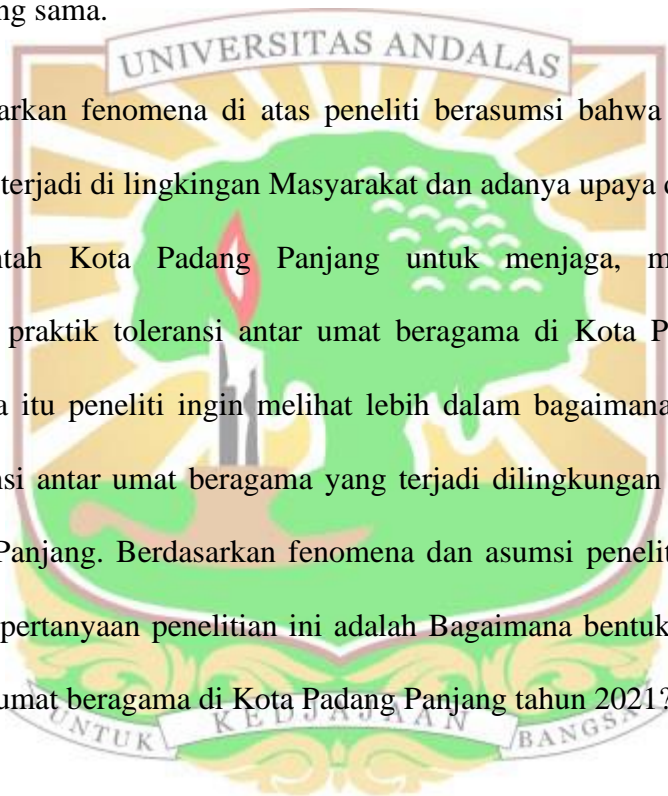 ng sama.
UNIVERSITAS ANDALAS
arkan fenomena di atas peneliti berasumsi bahwa
terjadi di lingkingan Masyarakat dan adanya upaya
ntah Kota Padang Panjang untuk menjaga, m
praktik toleransi antar umat beragama di Kota P
a itu peneliti ingin melihat lebih dalam bagaimana
nsi antar umat beragama yang terjadi dilingkungan
Panjang. Berdasarkan fenomena dan asumsi penelit
pertanyaan penelitian ini adalah Bagaimana bentuk
umat beragama di Kota Padang Panjang tahun 2021?
UNTUK KEDJAJAAN BANGSA